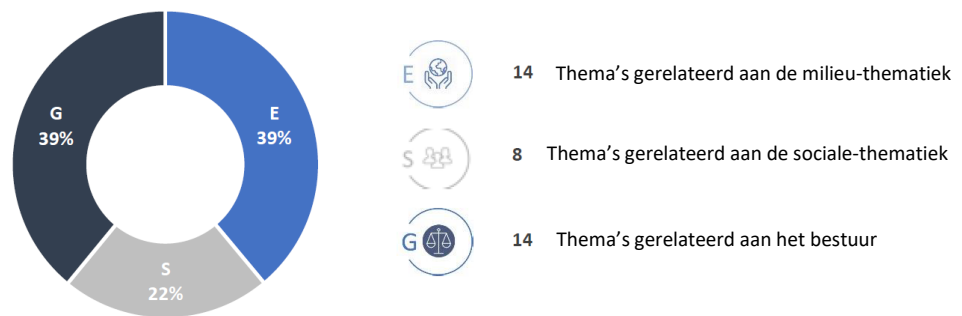 G
39%
E
39%
S
22%
E
14 Thema's gerelateerd aan de milieu-thematiek
S
8 Thema's gerelateerd aan de sociale-thematiek
G
14 Thema's gerelateerd aan het bestuur